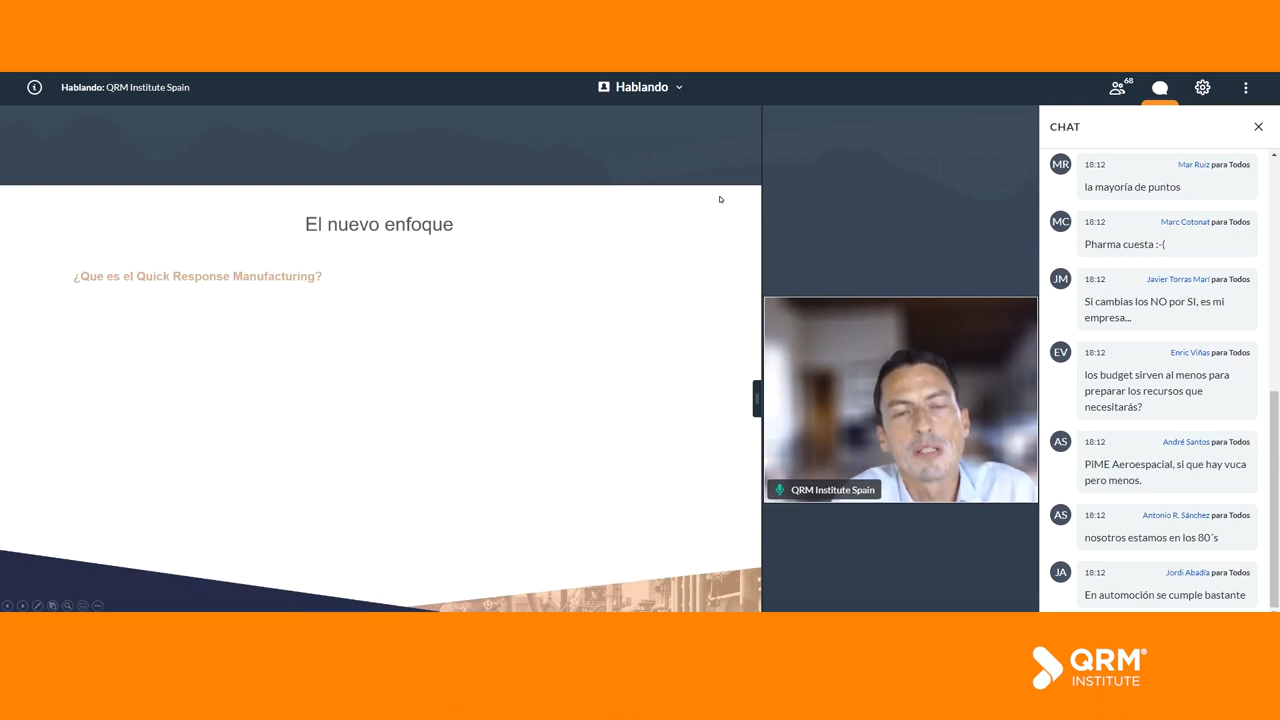 Hablando: QRM Institute Spain
Hablando
68
El nuevo enfoque
¿Que es el Quick Response Manufacturing?
QRM Institute Spain
CHAT
MR
18:12
Mar Ruiz para Todos
la mayoría de puntos
MC
18:12
Marc Cotonat para Todos
Pharma cuesta :-(
JM
18:12
Javier Torras Marí para Todos
Si cambias los NO por SI, es mi
empresa...
EV
18:12
Enric Viñas para Todos
los budget sirven al menos para
preparar los recursos que
necesitarás?
AS
18:12
André Santos para Todos
PiME Aeroespacial, si que hay vuca
pero menos.
AS
18:12
Antonio R. Sánchez para Todos
nosotros estamos en los 80´s
JA
18:12
Jordi Abadía para Todos
En automoción se cumple bastante
QRM®
INSTITUTE